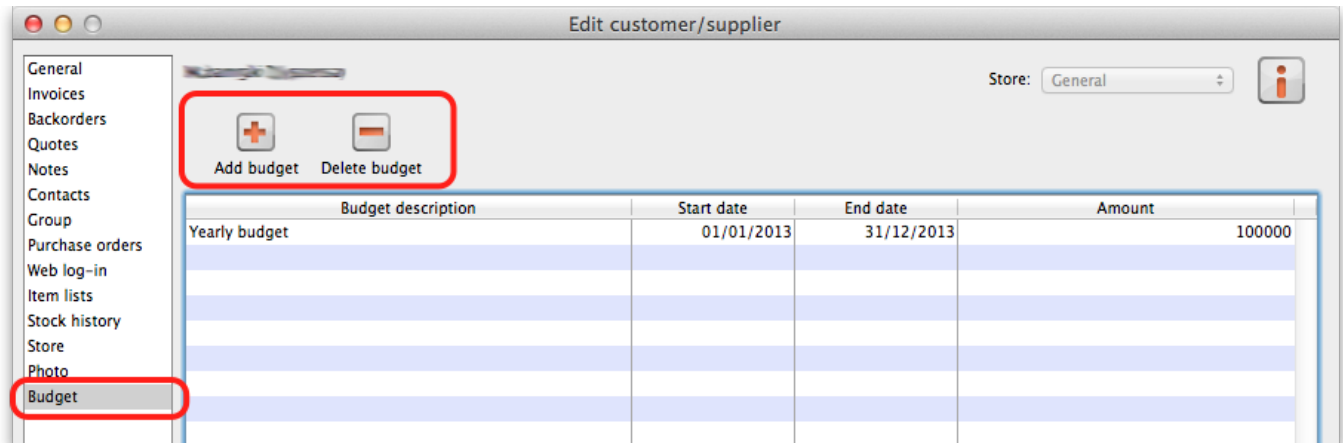 Edit customer/supplier
General
Invoices
Backorders
Quotes
Notes
Contacts
Group
Purchase orders
Web log-in
Item lists
Stock history
Store
Photo
Budget
Store: General
Add budget Delete budget
Budget description Start date End date Amount
Yearly budget 01/01/2013 31/12/2013 100000